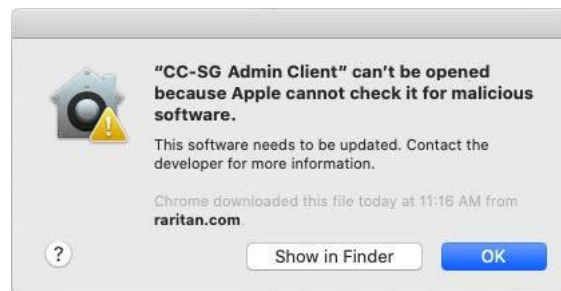 “CC-SG Admin Client” can’t be opened
because Apple cannot check it for malicious
software.
This software needs to be updated. Contact the
developer for more information.
Chrome downloaded this file today at 11:16 AM from
raritan.com
?
Show in Finder
OK